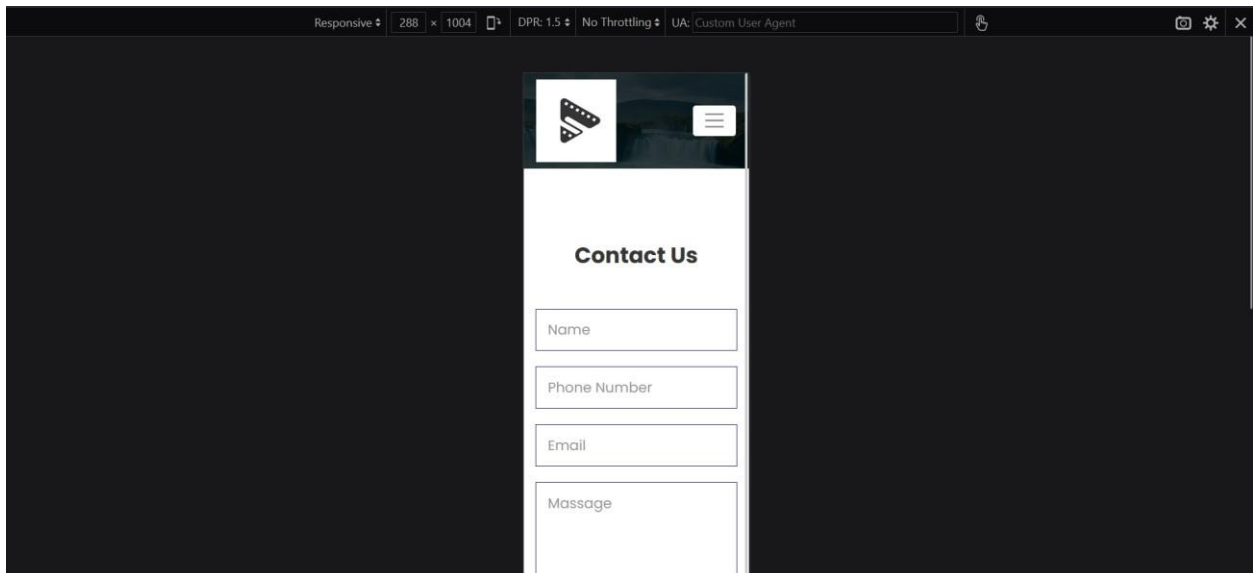 Responsive 288 × 1004 DPR: 1.5 No Throttling UA: Custom User Agent
Contact Us
Name
Phone Number
Email
Massage